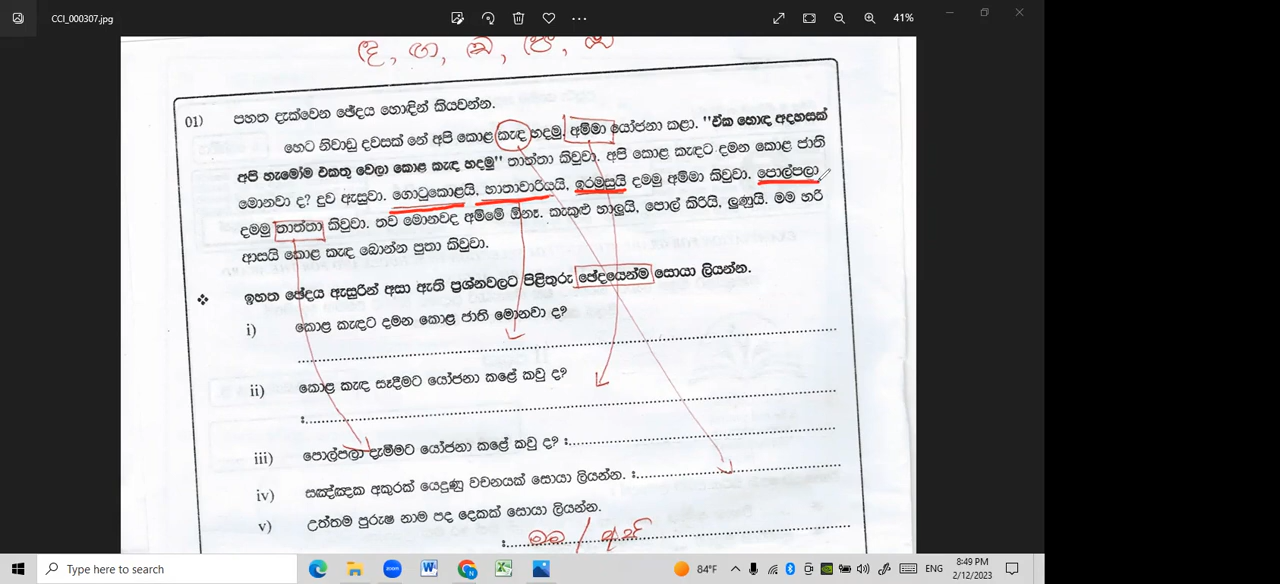 CCI_000307.jpg
41%
ද, ග, ඩ, ජ, ඬ
01) පහත දැක්වෙන ඡේදය හොඳින් කියවන්න.
හෙට නිවාඩු දවසක් නේ අපි කොළ කැඳ හදමු, අම්මා යෝජනා කළා. "ඒක හොඳ අදහසක්
අපි හැමෝම එකතු වෙලා කොළ කැඳ හදමු" තාත්තා කිව්වා. අපි කොළ කැඳට දමන කොළ ජාති
මොනවා ද? දුව ඇසුවා. ගොටුකොළයි, හාතාවාරියයි, ඉරමුසුයි දමමු අම්මා කිව්වා. පොල්පලා
දමමු තාත්තා කිව්වා. තව මොනවද අම්මේ ඕනෑ. කැකුළු හාලුයි, පොල් කිරියි, ලුණුයි. මම හරි
ආසයි කොළ කැඳ බොන්න පුතා කිව්වා.
❖ ඉහත ඡේදය ඇසුරින් අසා ඇති ප්‍රශ්නවලට පිළිතුරු ඡේදයෙන්ම සොයා ලියන්න.
i) කොළ කැඳට දමන කොළ ජාති මොනවා ද?
ii) කොළ කැඳ සෑදීමට යෝජනා කළේ කවු ද?
iii) පොල්පලා දැම්මට යෝජනා කළේ කවු ද? :
iv) සඤ්ඤක අකුරක් යෙදුණු වචනයක් සොයා ලියන්න. :
v) උත්තම පුරුෂ නාම පද දෙකක් සොයා ලියන්න.
: මම / අපි
Type here to search
zoom
84°F
ENG
8:49 PM
2/12/2023